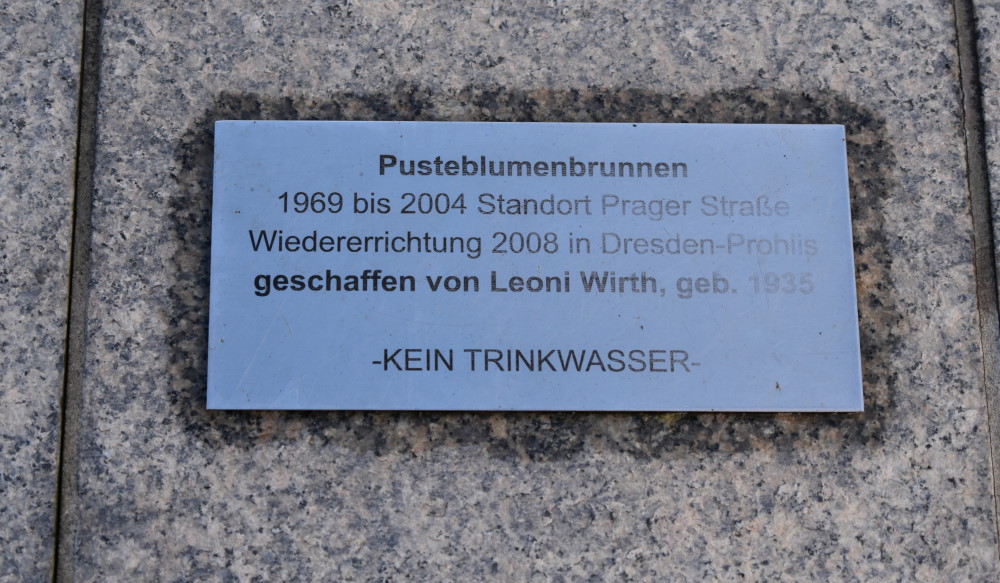 Pusteblumenbrunnen
1969 bis 2004 Standort Prager Straße
Wiedererrichtung 2008 in Dresden-Prohlis
geschaffen von Leoni Wirth, geb. 1935
-KEIN TRINKWASSER-